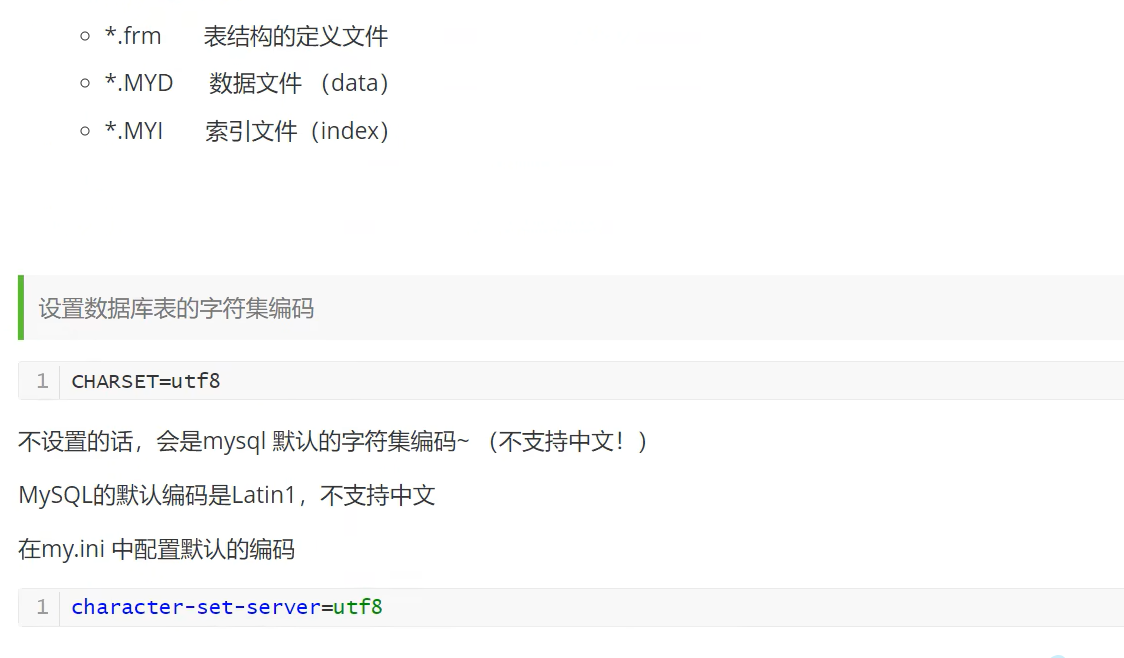 *.frm 表结构的定义文件
*.MYD 数据文件 （data）
*.MYI 索引文件（index）
设置数据库表的字符集编码
1 CHARSET=utf8
不设置的话，会是mysql 默认的字符集编码~ （不支持中文！）
MySQL的默认编码是Latin1，不支持中文
在my.ini 中配置默认的编码
1 character-set-server=utf8